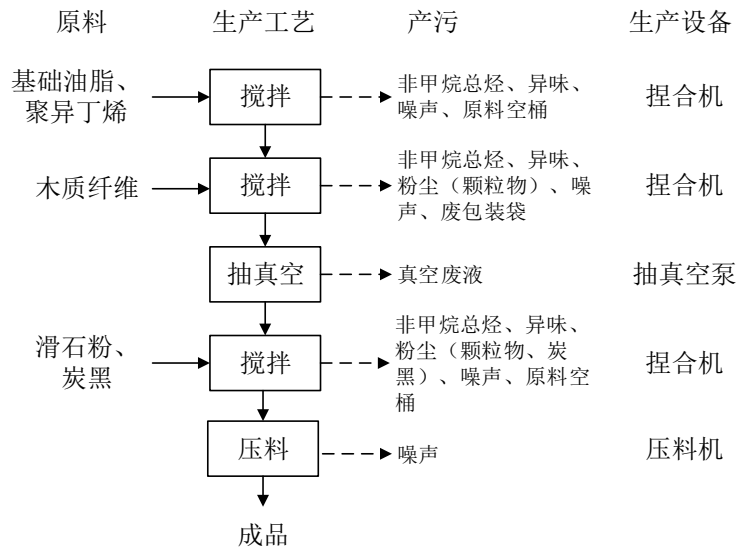 原料 生产工艺 产污 生产设备
基础油脂、
聚异丁烯
搅拌
非甲烷总烃、异味、
噪声、原料空桶
捏合机
木质纤维
搅拌
非甲烷总烃、异味、
粉尘（颗粒物）、噪
声、废包装袋
捏合机
抽真空
真空废液
抽真空泵
滑石粉、
炭黑
搅拌
非甲烷总烃、异味、
粉尘（颗粒物、炭
黑）、噪声、原料空
桶
捏合机
压料
噪声
压料机
成品